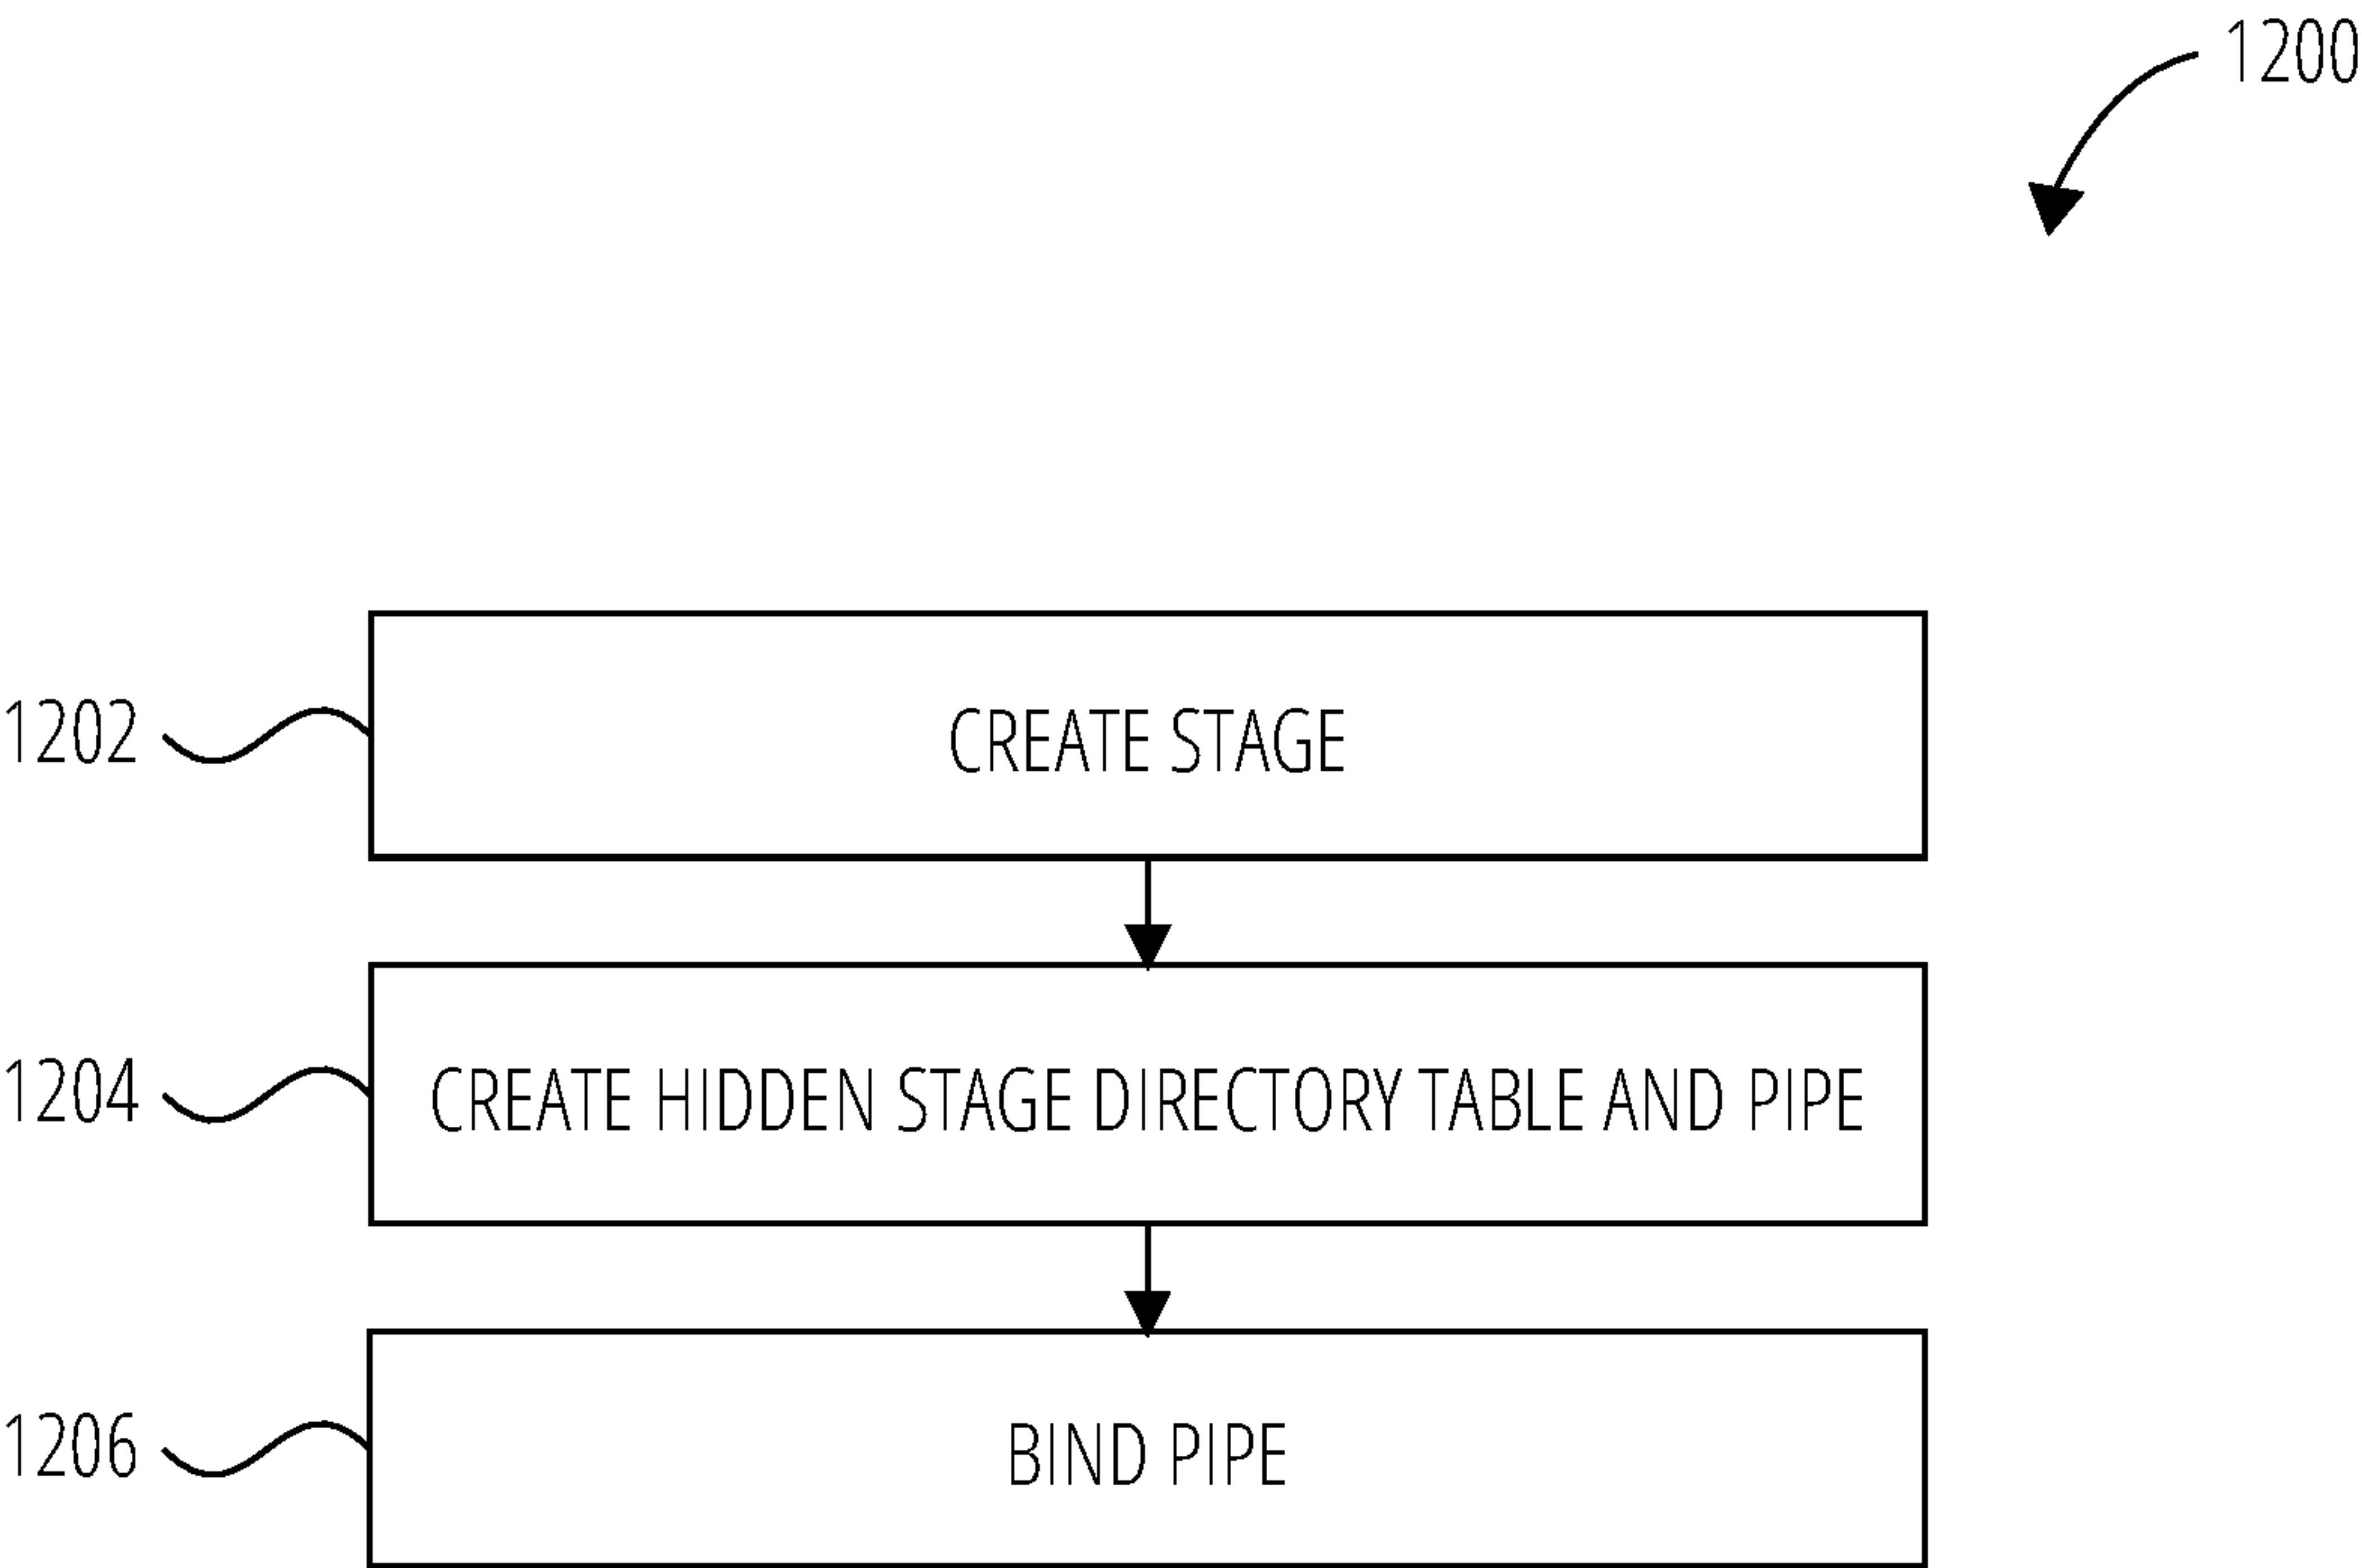 1200
1202
CREATE STAGE
1204
CREATE HIDDEN STAGE DIRECTORY TABLE AND PIPE
1206
BIND PIPE